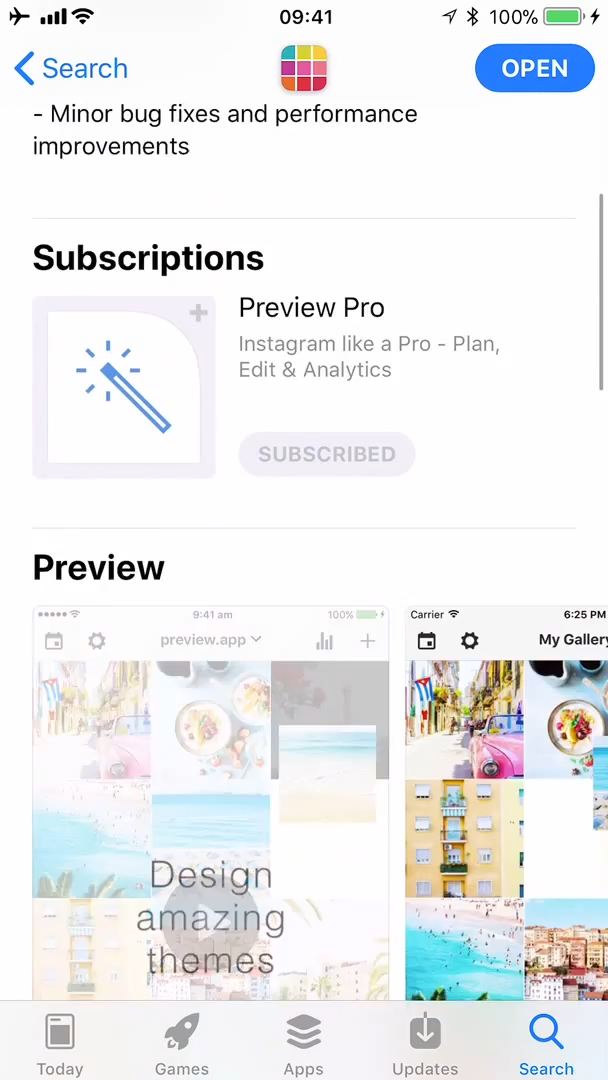 09:41
100%
Search
OPEN
- Minor bug fixes and performance
improvements
Subscriptions
Preview Pro
Instagram like a Pro - Plan,
Edit & Analytics
SUBSCRIBED
Preview
9:41 am
100%
preview.app
Carrier
6:25 PM
My Gallery
Design
amazing
themes
Today
Games
Apps
Updates
Search